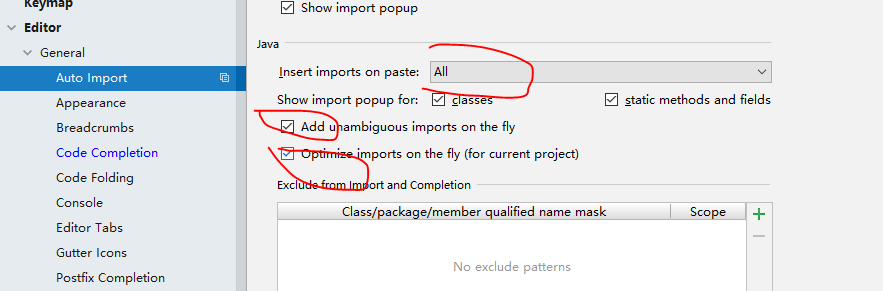 Keymap
Show import popup
Editor
General
Java
Auto Import
Insert imports on paste: All
Appearance
Show import popup for: classes static methods and fields
Breadcrumbs
Add unambiguous imports on the fly
Code Completion
Optimize imports on the fly (for current project)
Code Folding
Exclude from Import and Completion
Console
Class/package/member qualified name mask Scope
Editor Tabs
Gutter Icons
No exclude patterns
Postfix Completion